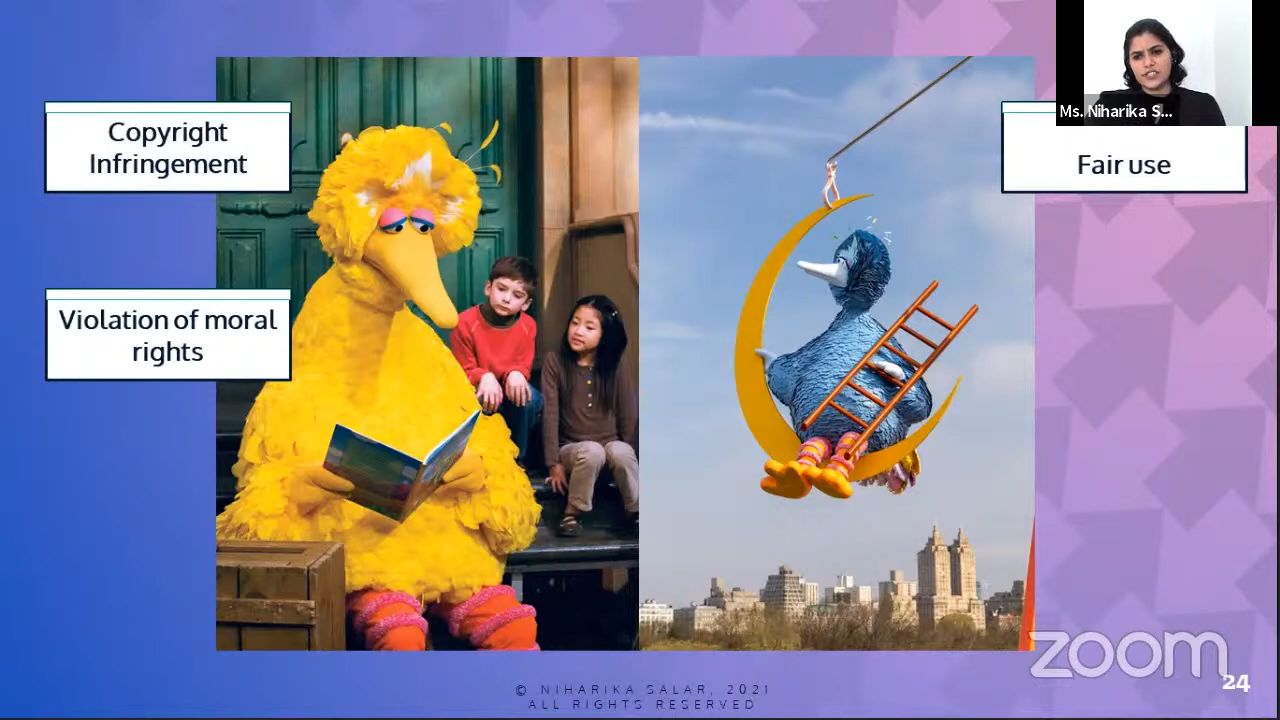 Ms. Niharika S...
Copyright
Infringement
Fair use
Violation of moral
rights
zoom
24
© NIHARIKA SALAR, 2021
ALL RIGHTS RESERVED